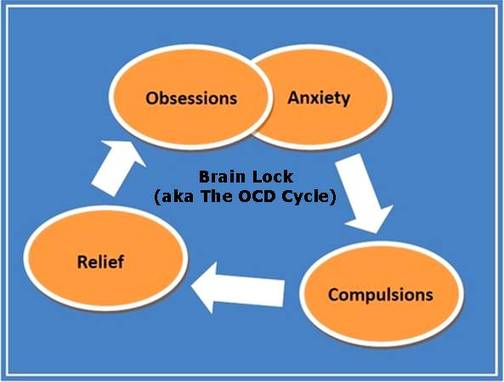 Obsessions
Anxiety
Brain Lock
(aka The OCD Cycle)
Relief
Compulsions